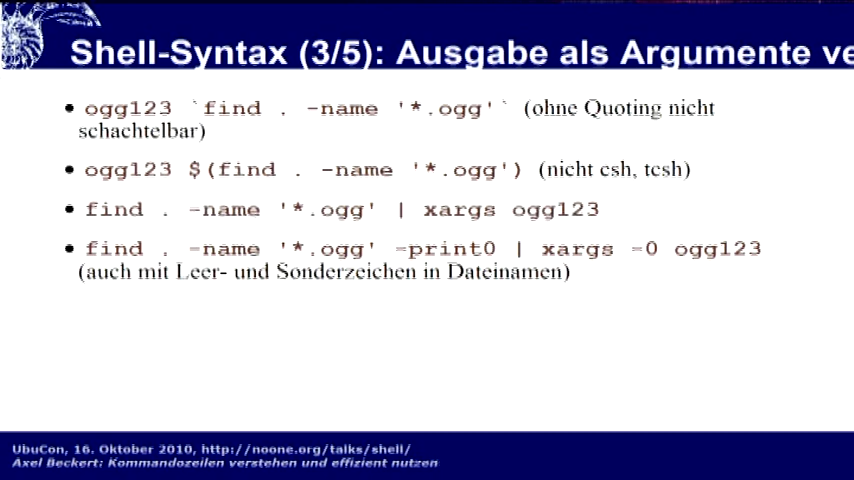 Shell-Syntax (3/5): Ausgabe als Argumente ve
• ogg123 `find . -name '*.ogg'` (ohne Quoting nicht
schachtelbar)
• ogg123 $(find . -name '*.ogg') (nicht csh, tcsh)
• find . -name '*.ogg' | xargs ogg123
• find . -name '*.ogg' -print0 | xargs -0 ogg123
(auch mit Leer- und Sonderzeichen in Dateinamen)
UbuCon, 16. Oktober 2010, http://noone.org/talks/shell/
Axel Beckert: Kommandozeilen verstehen und effizient nutzen